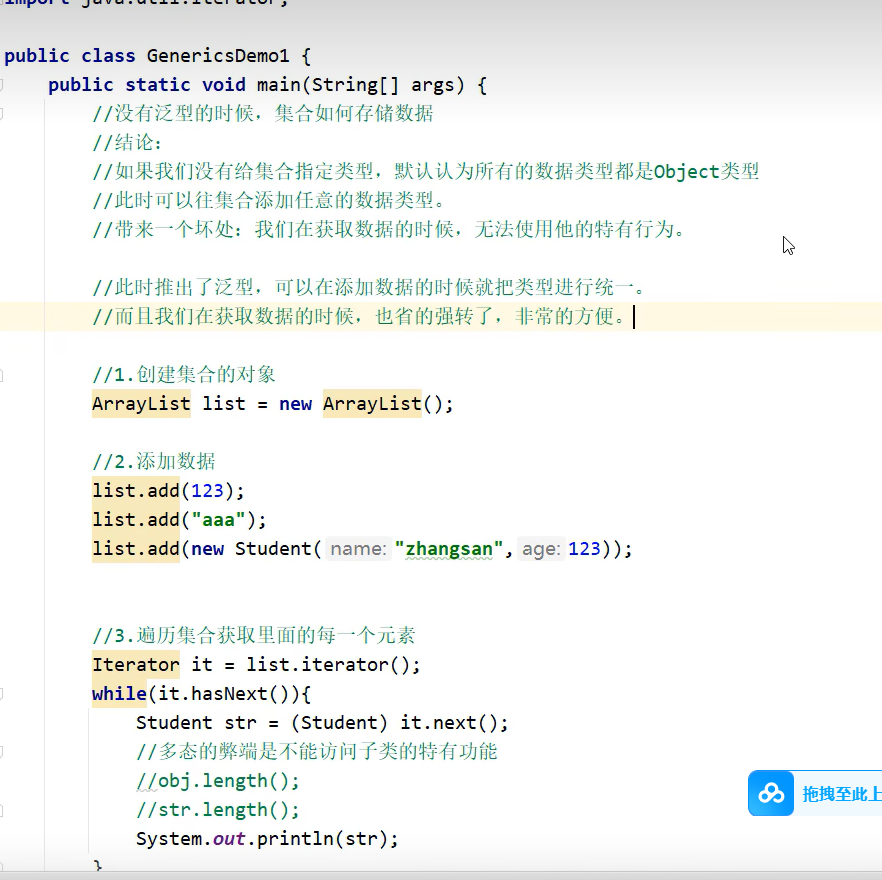 import java.util.Iterator;
public class GenericsDemo1 {
public static void main(String[] args) {
//没有泛型的时候，集合如何存储数据
//结论：
//如果我们没有给集合指定类型，默认认为所有的数据类型都是Object类型
//此时可以往集合添加任意的数据类型。
//带来一个坏处：我们在获取数据的时候，无法使用他的特有行为。
//此时推出了泛型，可以在添加数据的时候就把类型进行统一。
//而且我们在获取数据的时候，也省的强转了，非常的方便。
//1.创建集合的对象
ArrayList list = new ArrayList();
//2.添加数据
list.add(123);
list.add("aaa");
list.add(new Student( name: "zhangsan", age: 123));
//3.遍历集合获取里面的每一个元素
Iterator it = list.iterator();
while(it.hasNext()){
Student str = (Student) it.next();
//多态的弊端是不能访问子类的特有功能
//obj.length();
//str.length();
System.out.println(str);
}
拖拽至此上